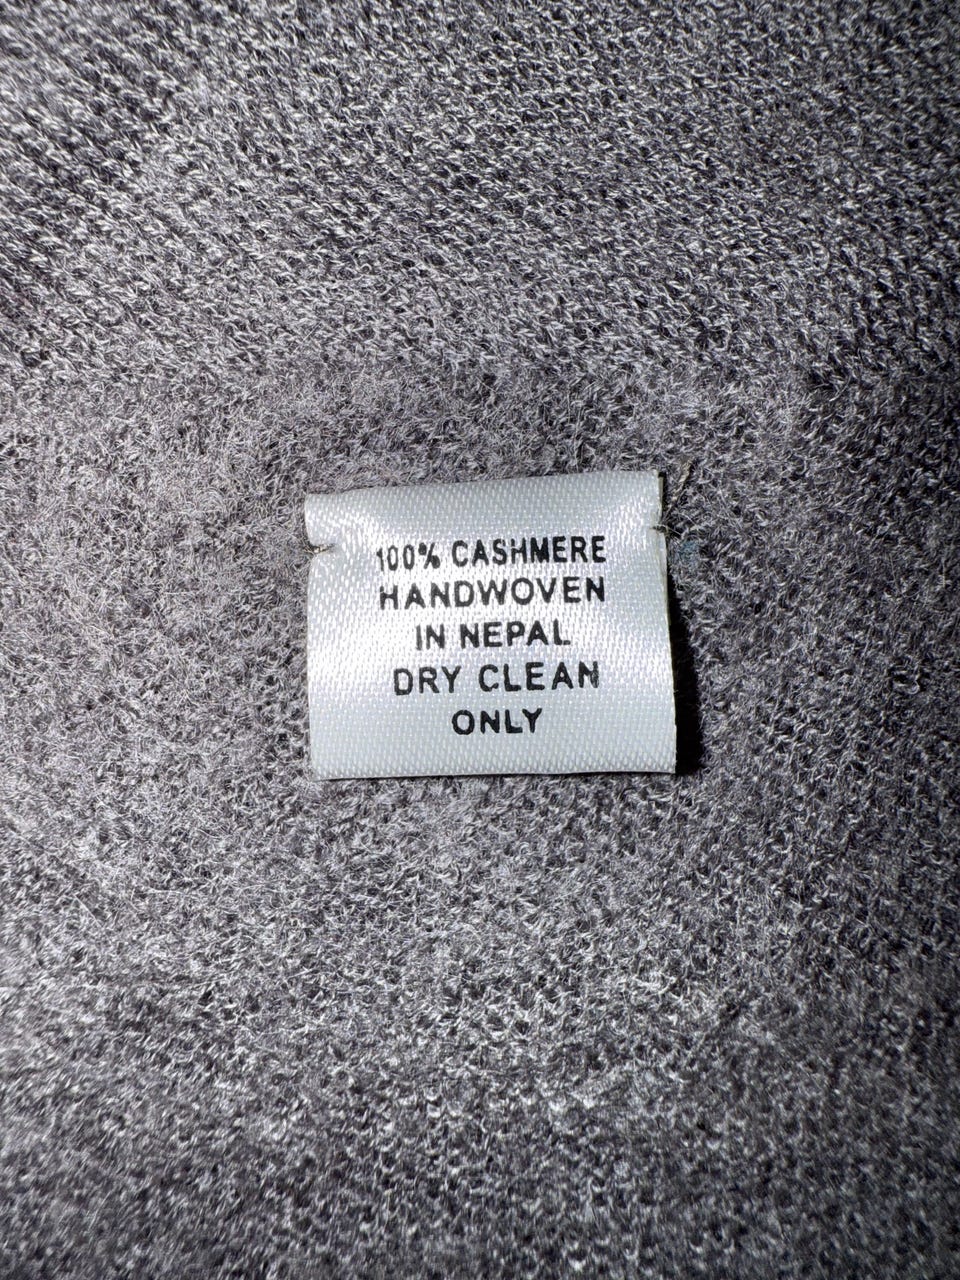 100% CASHMERE
HANDWOVEN
IN NEPAL
DRY CLEAN
ONLY